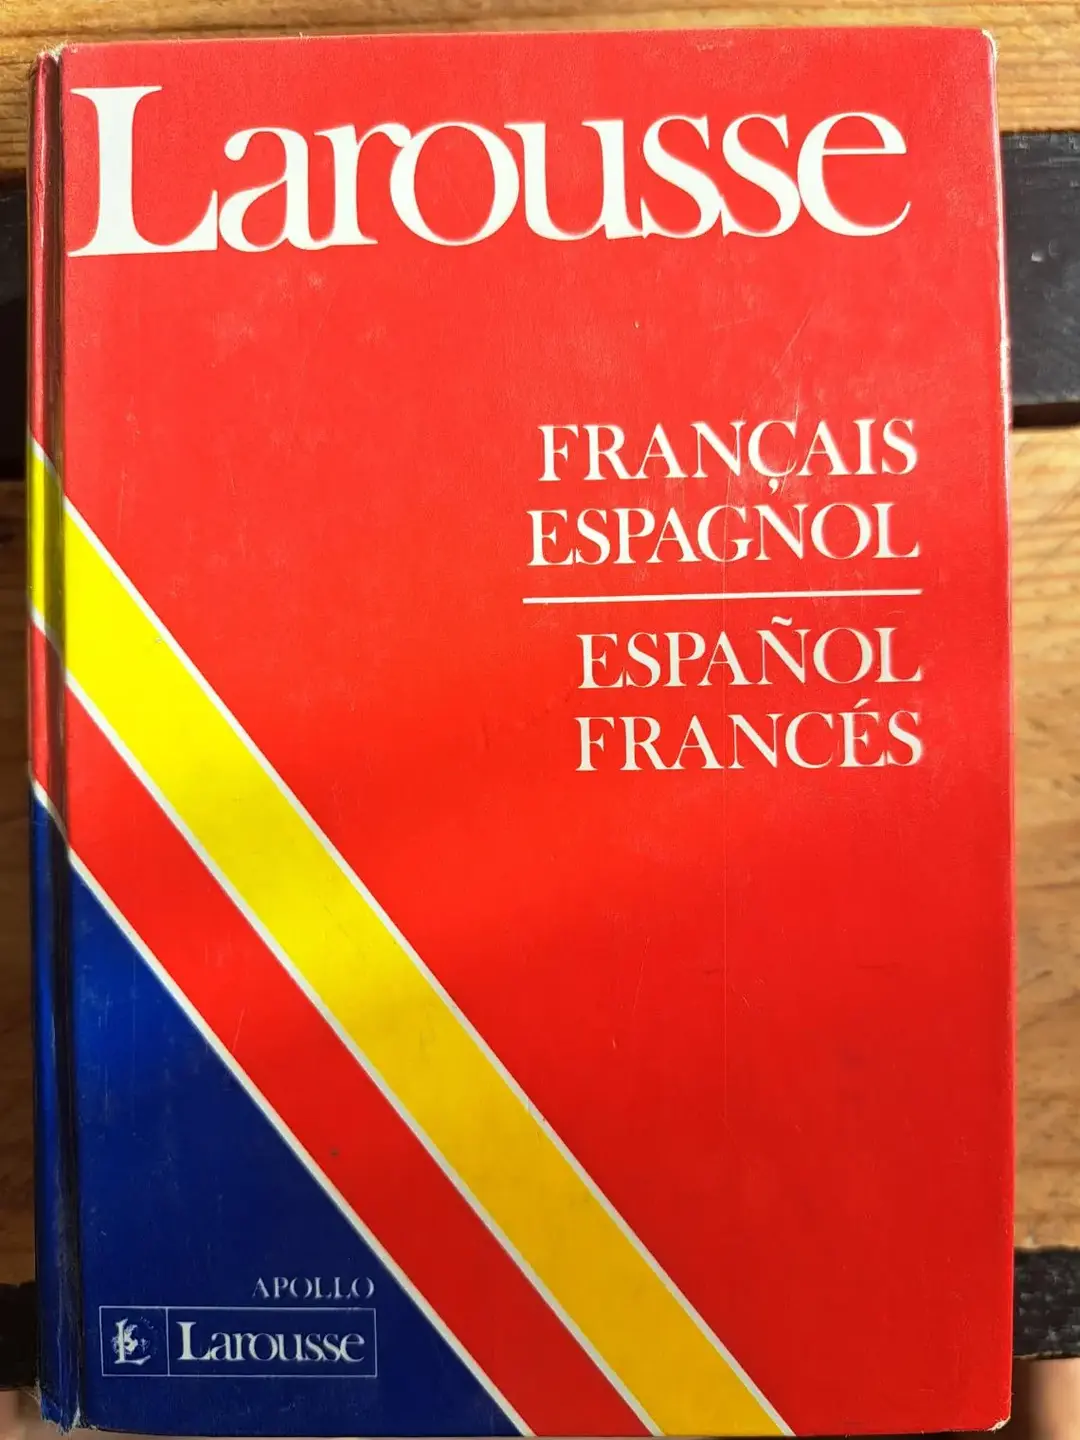 Larousse
FRANÇAIS
ESPAGNOL
ESPAÑOL
FRANCÉS
APOLLO
Larousse